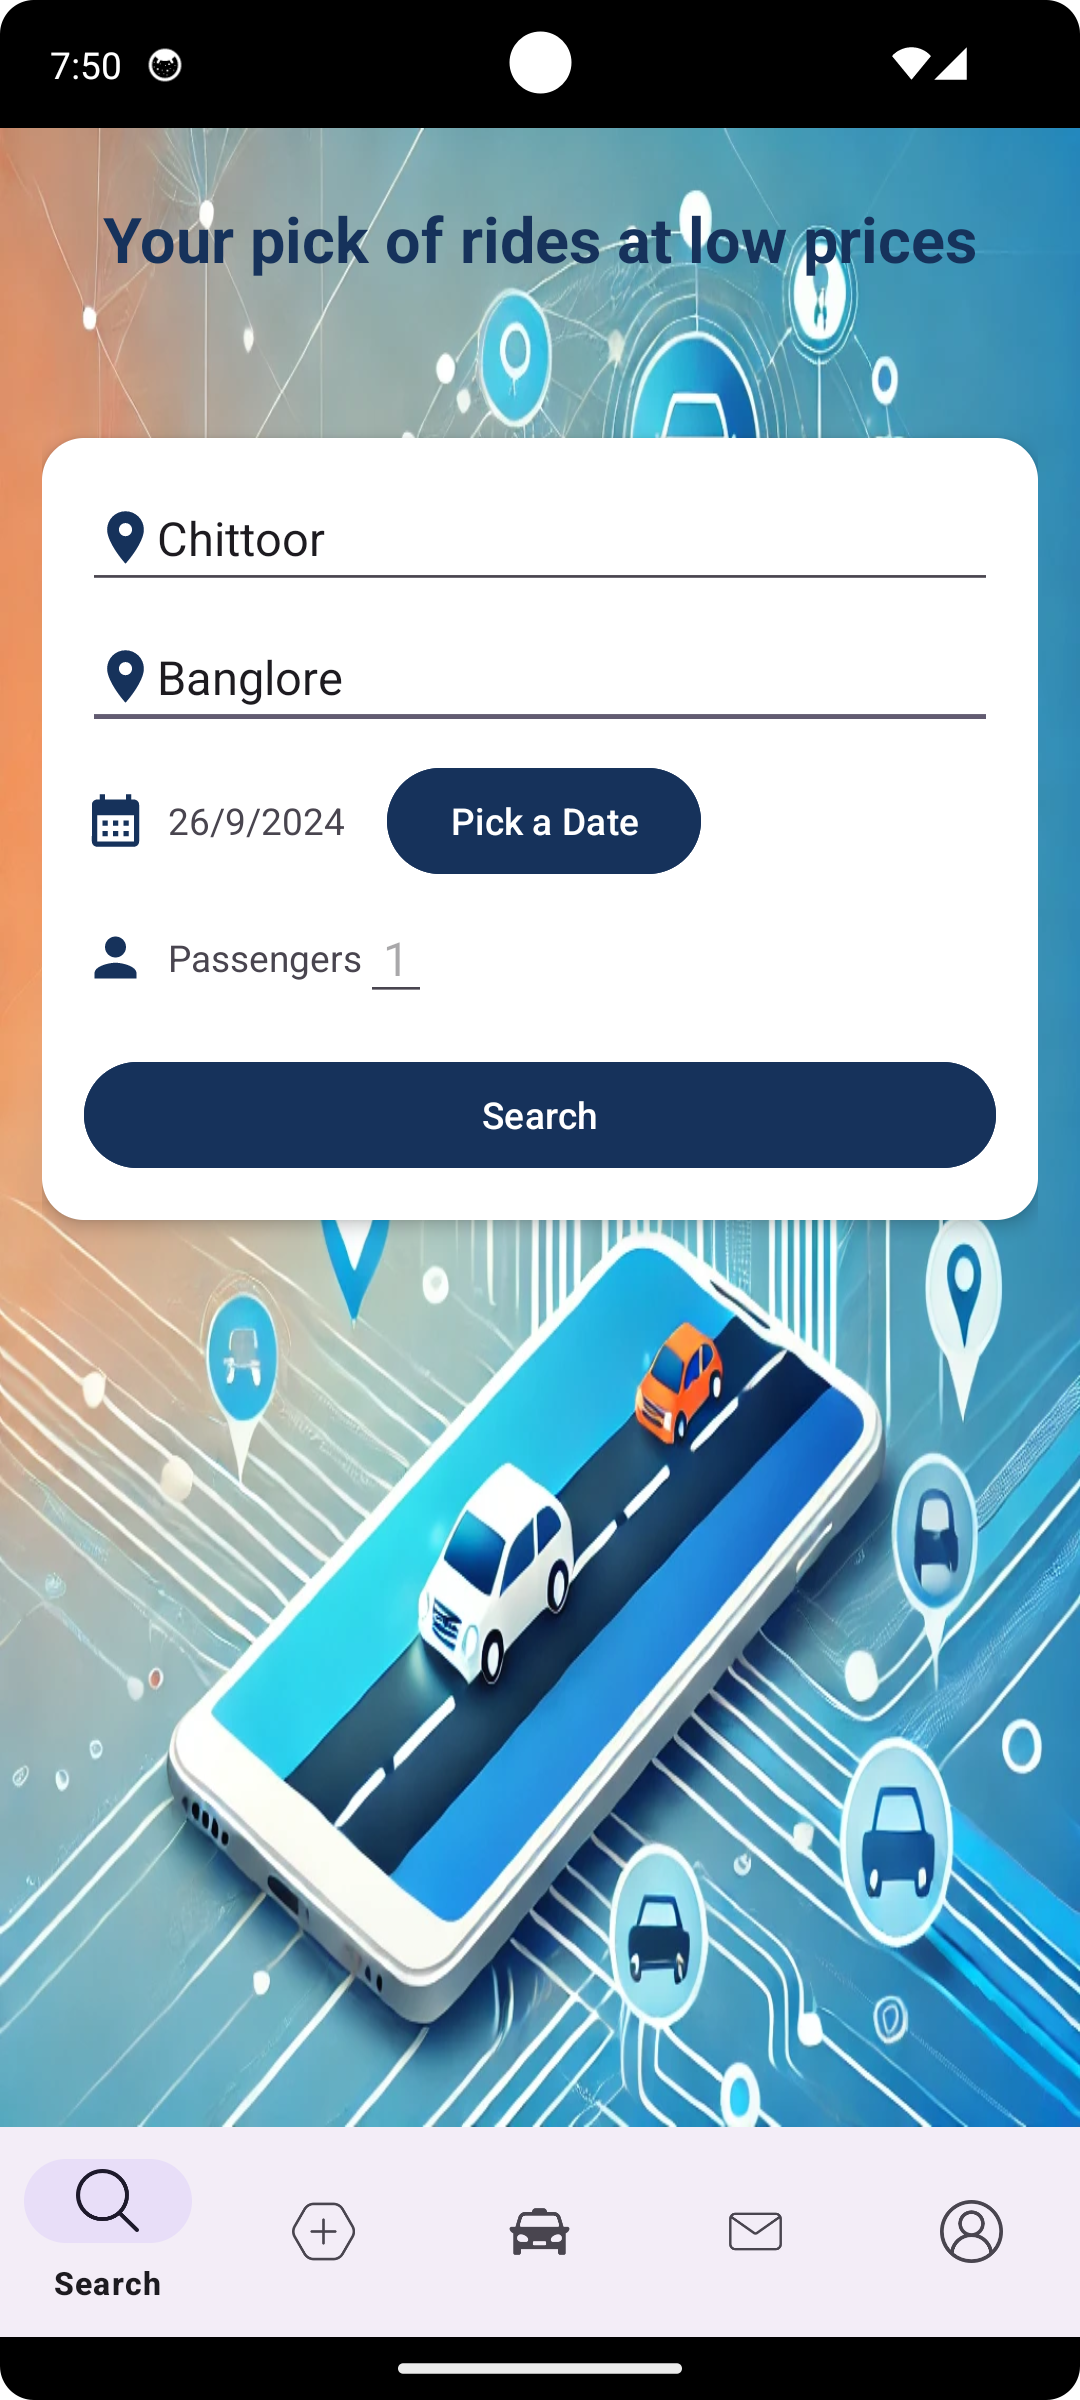 7:50
Your pick of rides at low prices
Chittoor
Banglore
26/9/2024 Pick a Date
Passengers 1
Search
Search